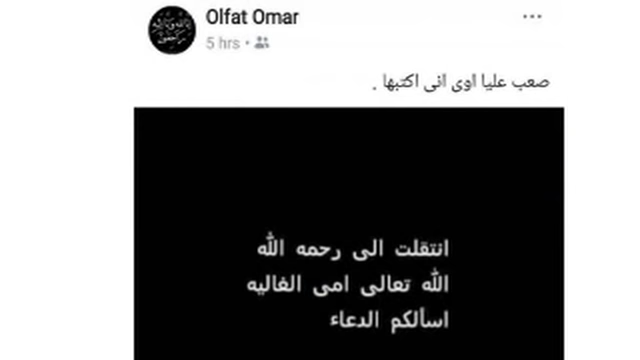 Olfat Omar
5 hrs
صعب عليا اوى انى اكتبها .
انتقلت الى رحمه الله
الله تعالى امى الغاليه
اسألكم الدعاء